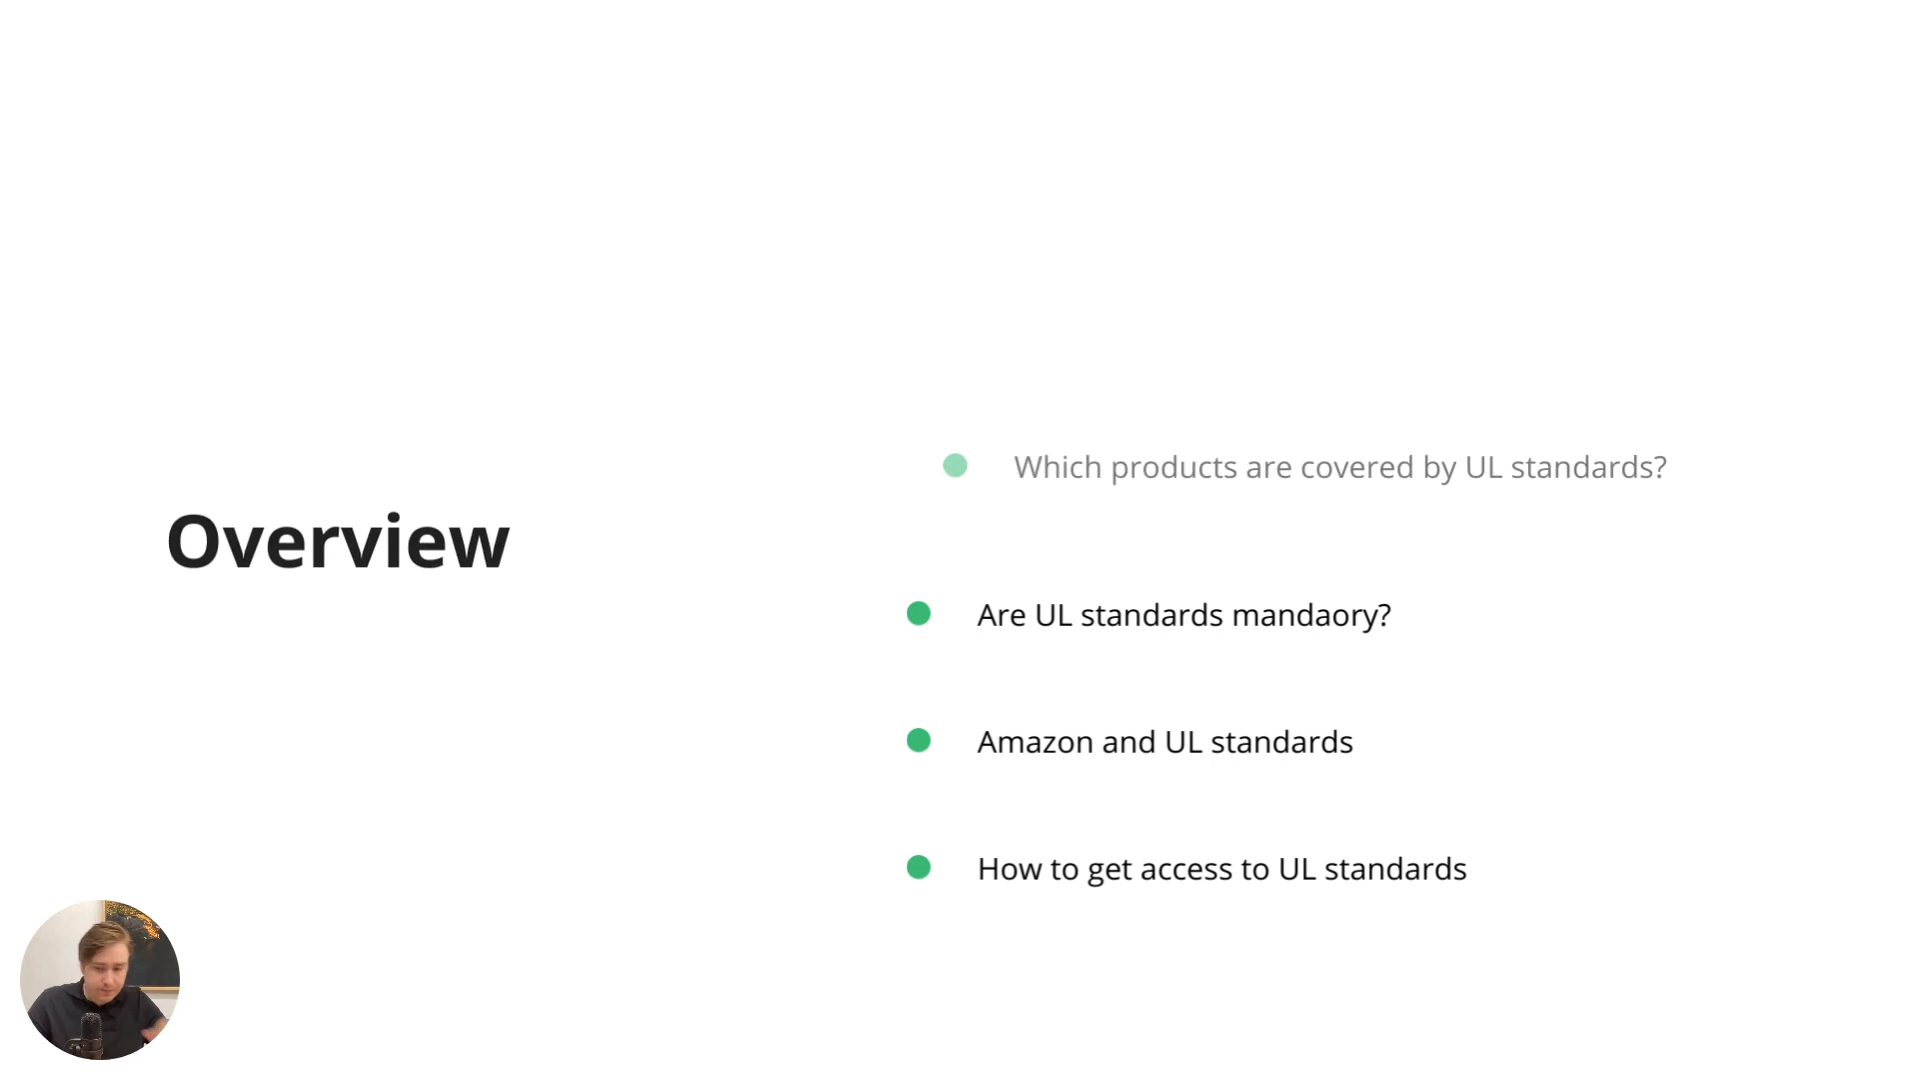 Overview
Which products are covered by UL standards?
Are UL standards mandaory?
Amazon and UL standards
How to get access to UL standards